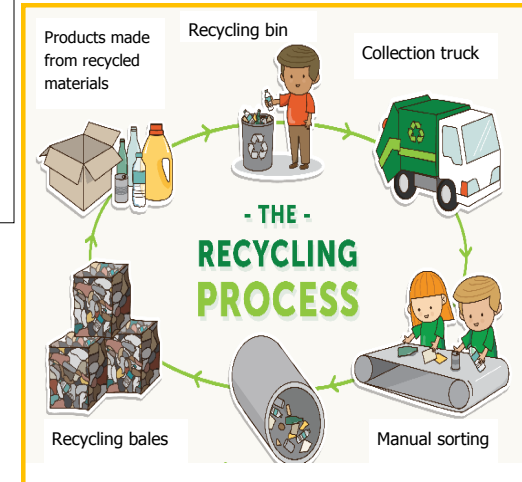 Recycling bin
Products made
from recycled
materials
Collection truck
- THE -
RECYCLING
PROCESS
Recycling bales
Manual sorting